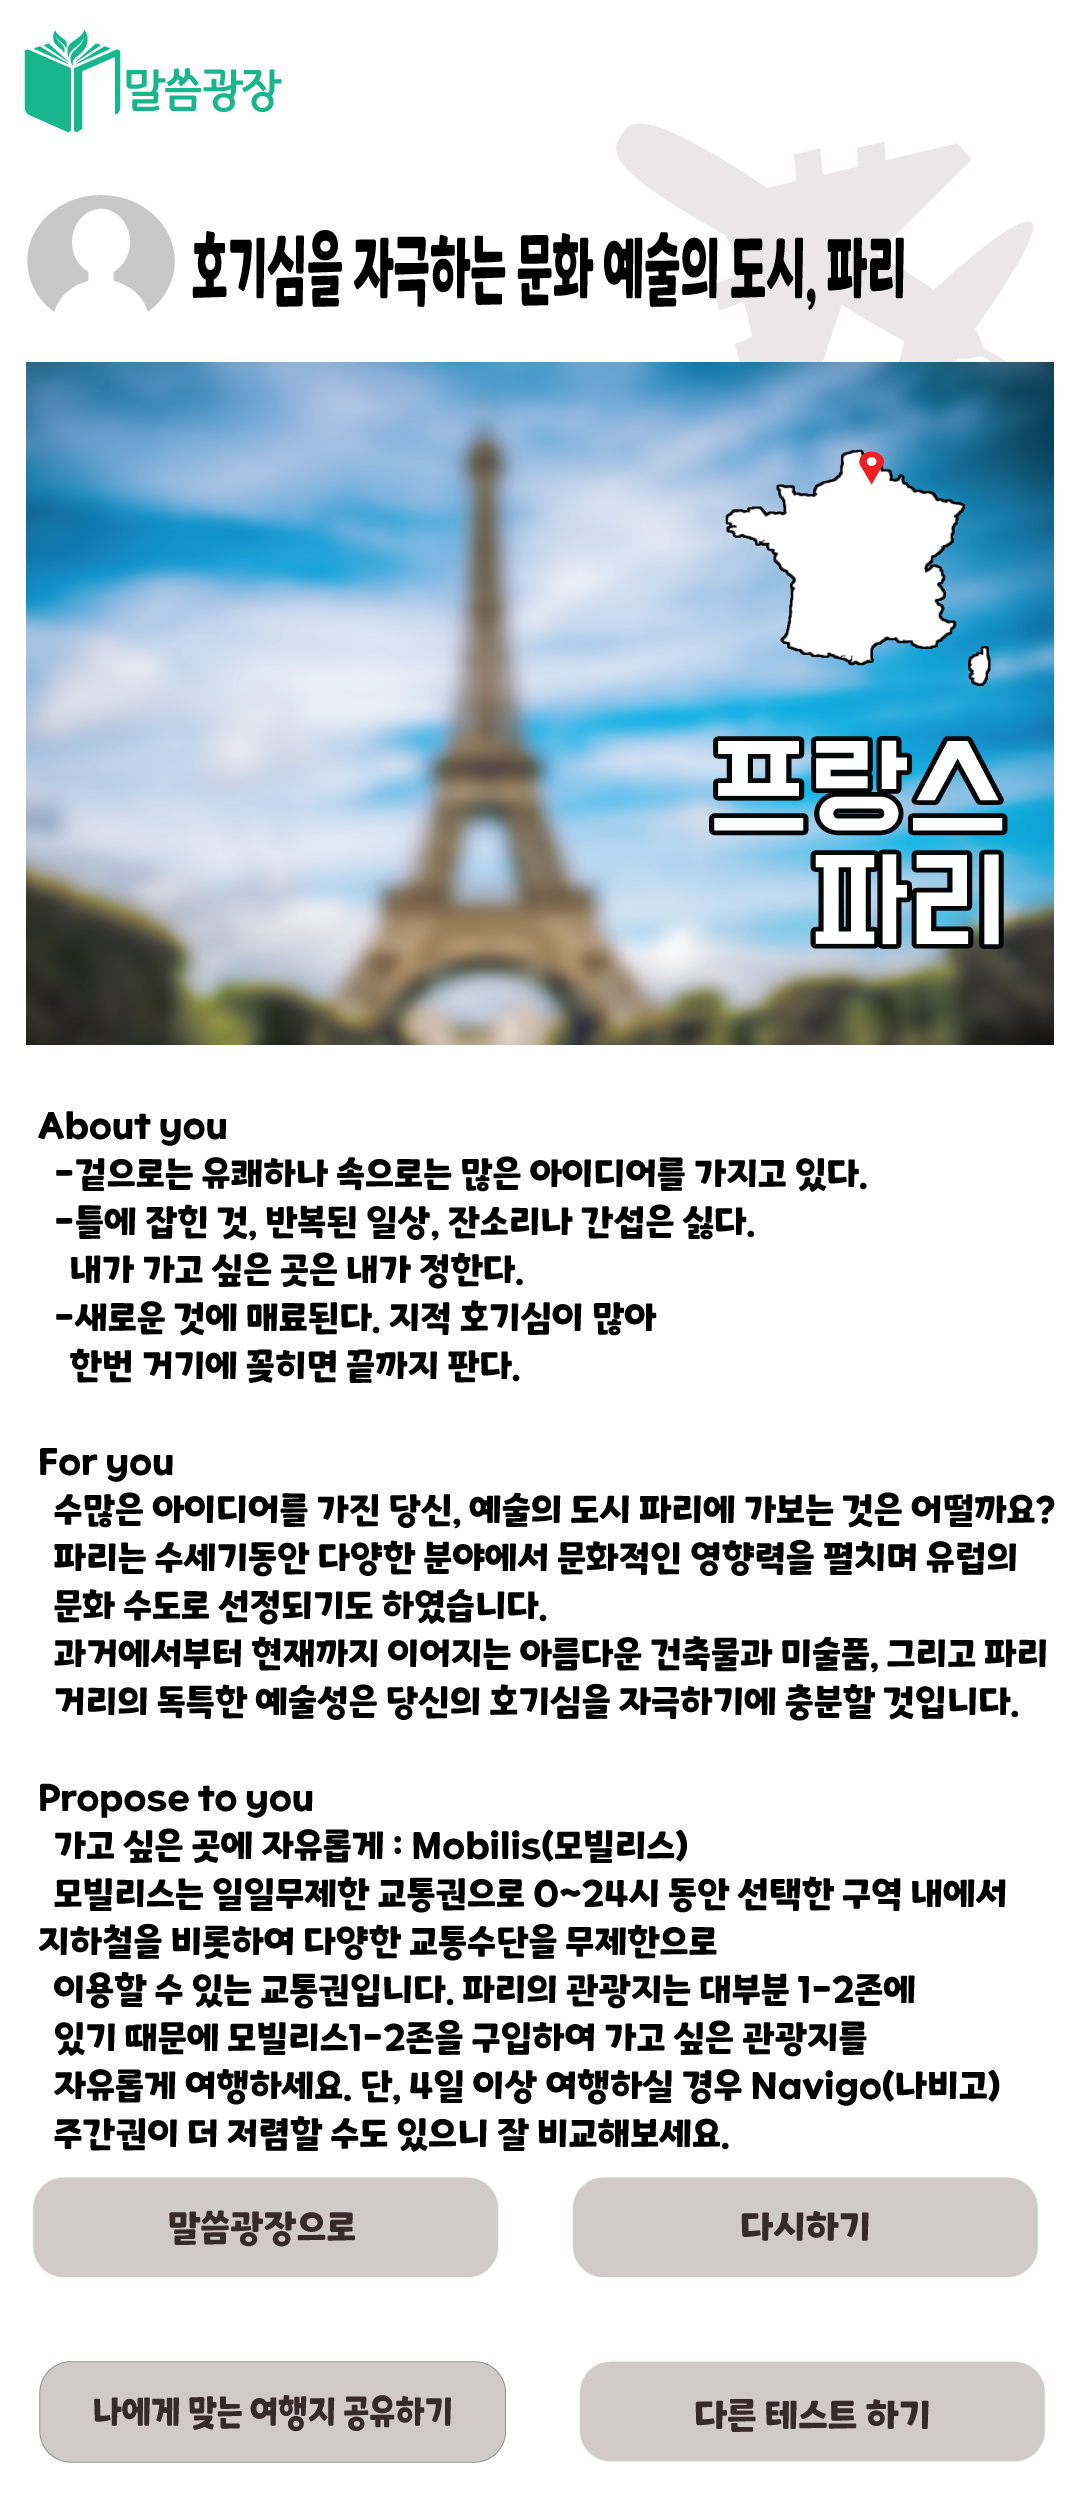 말씀광장
호기심을 자극하는 문화 예술의 도시, 파리
프랑스
파리
About you
-겉으로는 유쾌하나 속으로는 많은 아이디어를 가지고 있다.
-틀에 잡힌 것, 반복된 일상, 잔소리나 간섭은 싫다.
내가 가고 싶은 곳은 내가 정한다.
-새로운 것에 매료된다. 지적 호기심이 많아
한번 거기에 꽂히면 끝까지 판다.
For you
수많은 아이디어를 가진 당신, 예술의 도시 파리에 가보는 것은 어떨까요?
파리는 수세기동안 다양한 분야에서 문화적인 영향력을 펼치며 유럽의
문화 수도로 선정되기도 하였습니다.
과거에서부터 현재까지 이어지는 아름다운 건축물과 미술품, 그리고 파리
거리의 독특한 예술성은 당신의 호기심을 자극하기에 충분할 것입니다.
Propose to you
가고 싶은 곳에 자유롭게 : Mobilis(모빌리스)
모빌리스는 일일무제한 교통권으로 0~24시 동안 선택한 구역 내에서
지하철을 비롯하여 다양한 교통수단을 무제한으로
이용할 수 있는 교통권입니다. 파리의 관광지는 대부분 1-2존에
있기 때문에 모빌리스1-2존을 구입하여 가고 싶은 관광지를
자유롭게 여행하세요. 단, 4일 이상 여행하실 경우 Navigo(나비고)
주간권이 더 저렴할 수도 있으니 잘 비교해보세요.
말씀광장으로
다시하기
나에게 맞는 여행지 공유하기
다른 테스트 하기